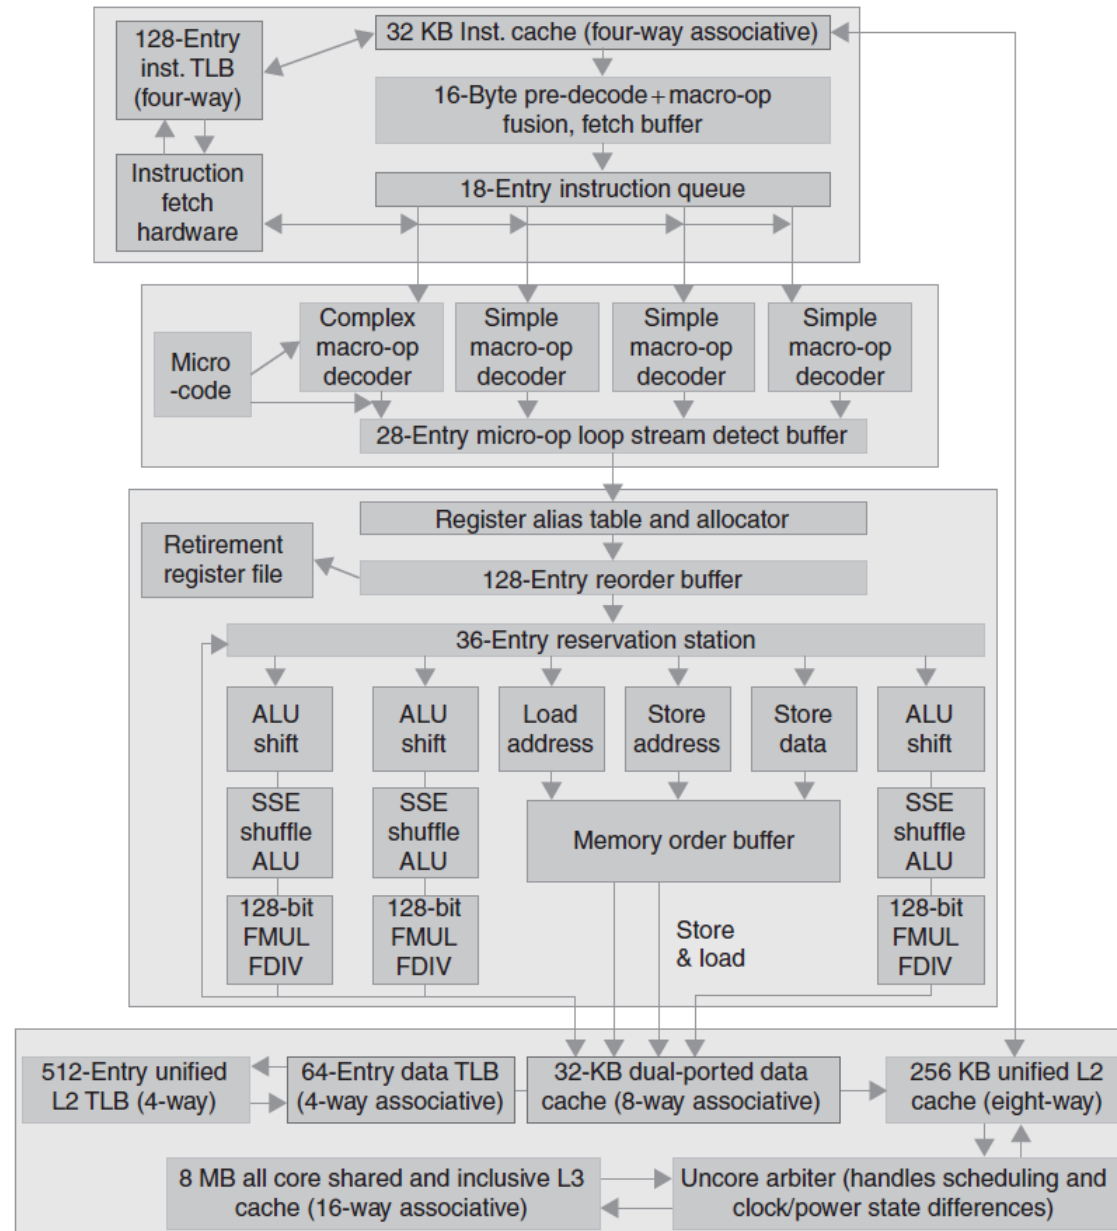 128-Entry
inst. TLB
(four-way)
32 KB Inst. cache (four-way associative)
16-Byte pre-decode+macro-op
fusion, fetch buffer
Instruction
fetch
hardware
18-Entry instruction queue
Micro
-code
Complex
macro-op
decoder
Simple
macro-op
decoder
Simple
macro-op
decoder
Simple
macro-op
decoder
28-Entry micro-op loop stream detect buffer
Register alias table and allocator
Retirement
register file
128-Entry reorder buffer
36-Entry reservation station
ALU
shift
ALU
shift
Load
address
Store
address
Store
data
ALU
shift
SSE
shuffle
ALU
SSE
shuffle
ALU
Memory order buffer
SSE
shuffle
ALU
128-bit
FMUL
FDIV
128-bit
FMUL
FDIV
Store
& load
128-bit
FMUL
FDIV
512-Entry unified
L2 TLB (4-way)
64-Entry data TLB
(4-way associative)
32-KB dual-ported data
cache (8-way associative)
256 KB unified L2
cache (eight-way)
8 MB all core shared and inclusive L3
cache (16-way associative)
Uncore arbiter (handles scheduling and
clock/power state differences)